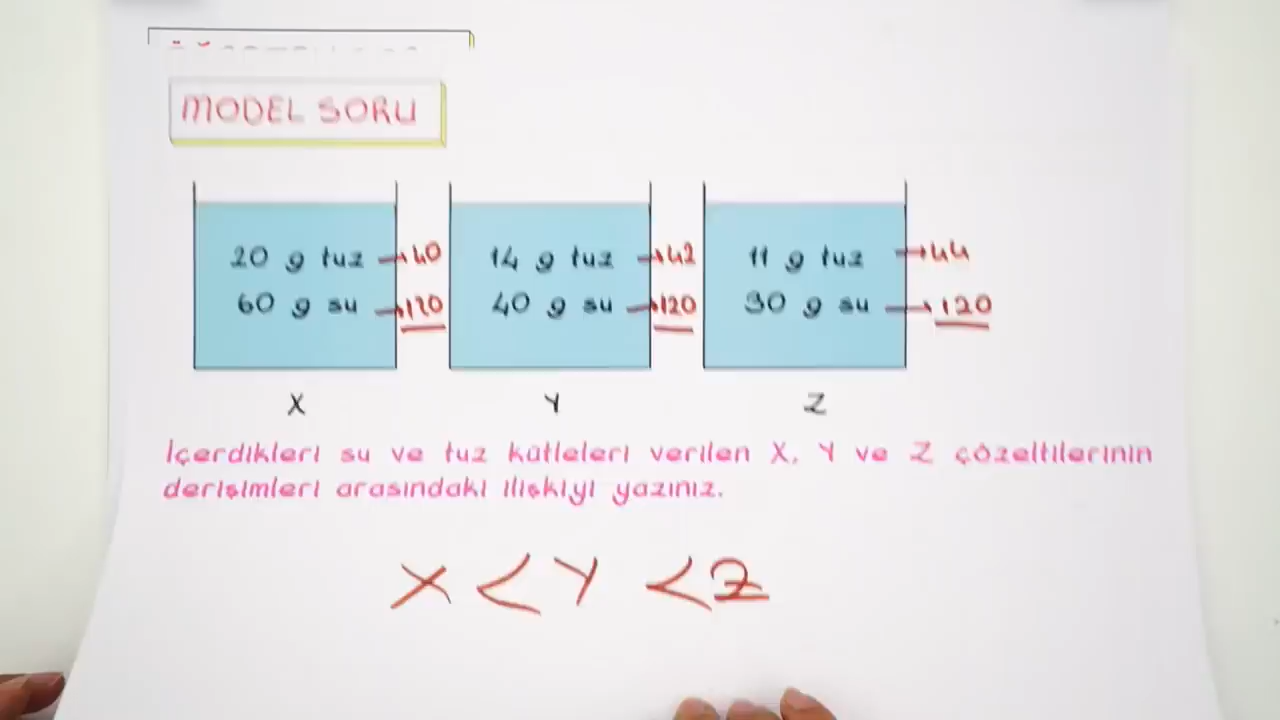 MODEL SORU
20 g tuz → 40
60 g su → 120
X
14 g tuz → 42
40 g su → 120
Y
11 g tuz → 44
30 g su → 120
Z
İçerdikleri su ve tuz kütleleri verilen X, Y ve Z çözeltilerinin
derişimleri arasındaki ilişkiyi yazınız.
X < Y < Z